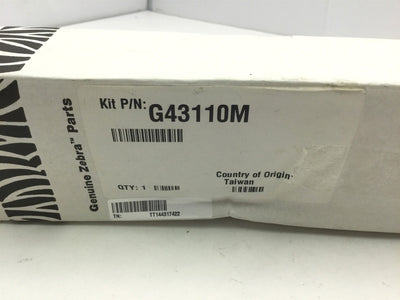 Genuine Zebra™ Parts
Kit P/N: G43110M
QTY: 1
Country of Origin:
Taiwan
TN: TT144317422